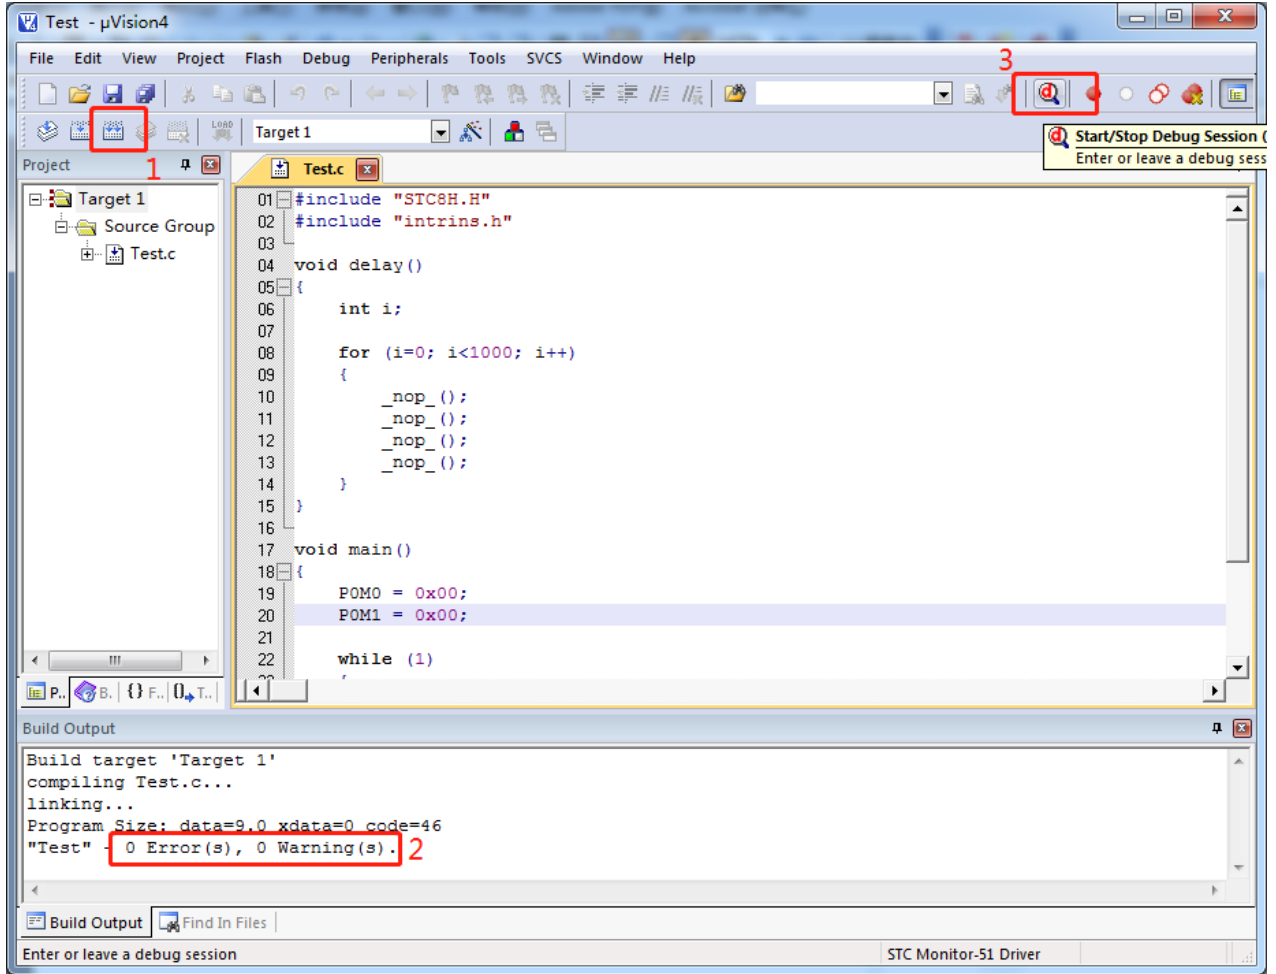 Test - µVision4
File Edit View Project Flash Debug Peripherals Tools SVCS Window Help
3
LOAD
Target 1
Start/Stop Debug Session (
Enter or leave a debug sess
1
Project
Test.c
Target 1
Source Group
Test.c
01 #include "STC8H.H"
02 #include "intrins.h"
03
04 void delay()
05 {
06 int i;
07
08 for (i=0; i<1000; i++)
09 {
10 _nop_();
11 _nop_();
12 _nop_();
13 _nop_();
14 }
15 }
16
17 void main()
18 {
19 P0M0 = 0x00;
20 P0M1 = 0x00;
21
22 while (1)
P.. B. {} F.. 0 T..
Build Output
Build target 'Target 1'
compiling Test.c...
linking...
Program Size: data=9.0 xdata=0 code=46
"Test" - 0 Error(s), 0 Warning(s).
2
Build Output Find In Files
Enter or leave a debug session STC Monitor-51 Driver